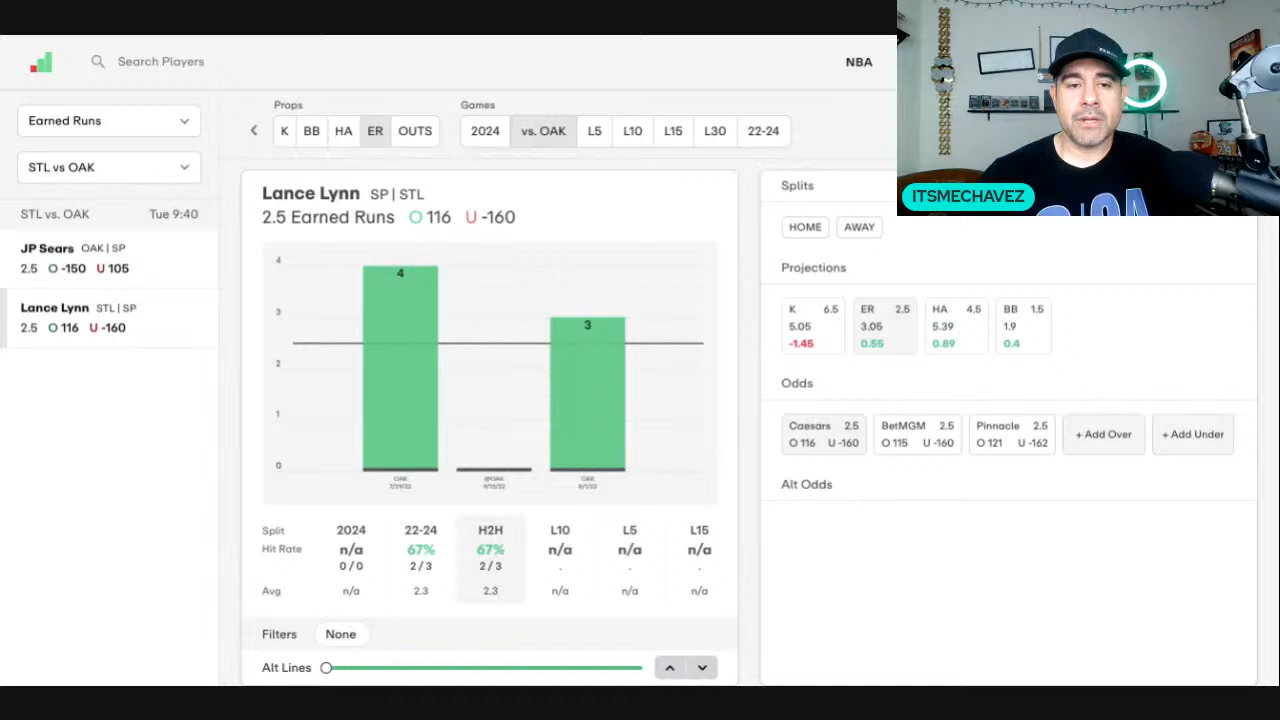 Search Players
NBA
Earned Runs
STL vs OAK
STL vs. OAK Tue 9:40
JP Sears OAK | SP
2.5 O -150 U 105
Lance Lynn STL | SP
2.5 O 116 U -160
Props
K BB HA ER OUTS
Games
2024 vs. OAK L5 L10 L15 L30 22-24
Lance Lynn SP | STL
2.5 Earned Runs O 116 U -160
4
3
2
1
0
4
3
OAK
@OAK
OAK
Split 2024 22-24 H2H L10 L5 L15
Hit Rate n/a 67% 67% n/a n/a n/a
0 / 0 2 / 3 2 / 3 . . .
Avg n/a 2.3 2.3 n/a n/a n/a
Filters None
Alt Lines
Splits
HOME AWAY
Projections
K 6.5 ER 2.5 HA 4.5 BB 1.5
5.05 3.05 5.39 1.9
-1.45 0.55 0.89 0.4
Odds
Caesars 2.5 BetMGM 2.5 Pinnacle 2.5
O 116 U -160 O 115 U -160 O 121 U -162
+ Add Over + Add Under
Alt Odds
ITSMECHAVEZ